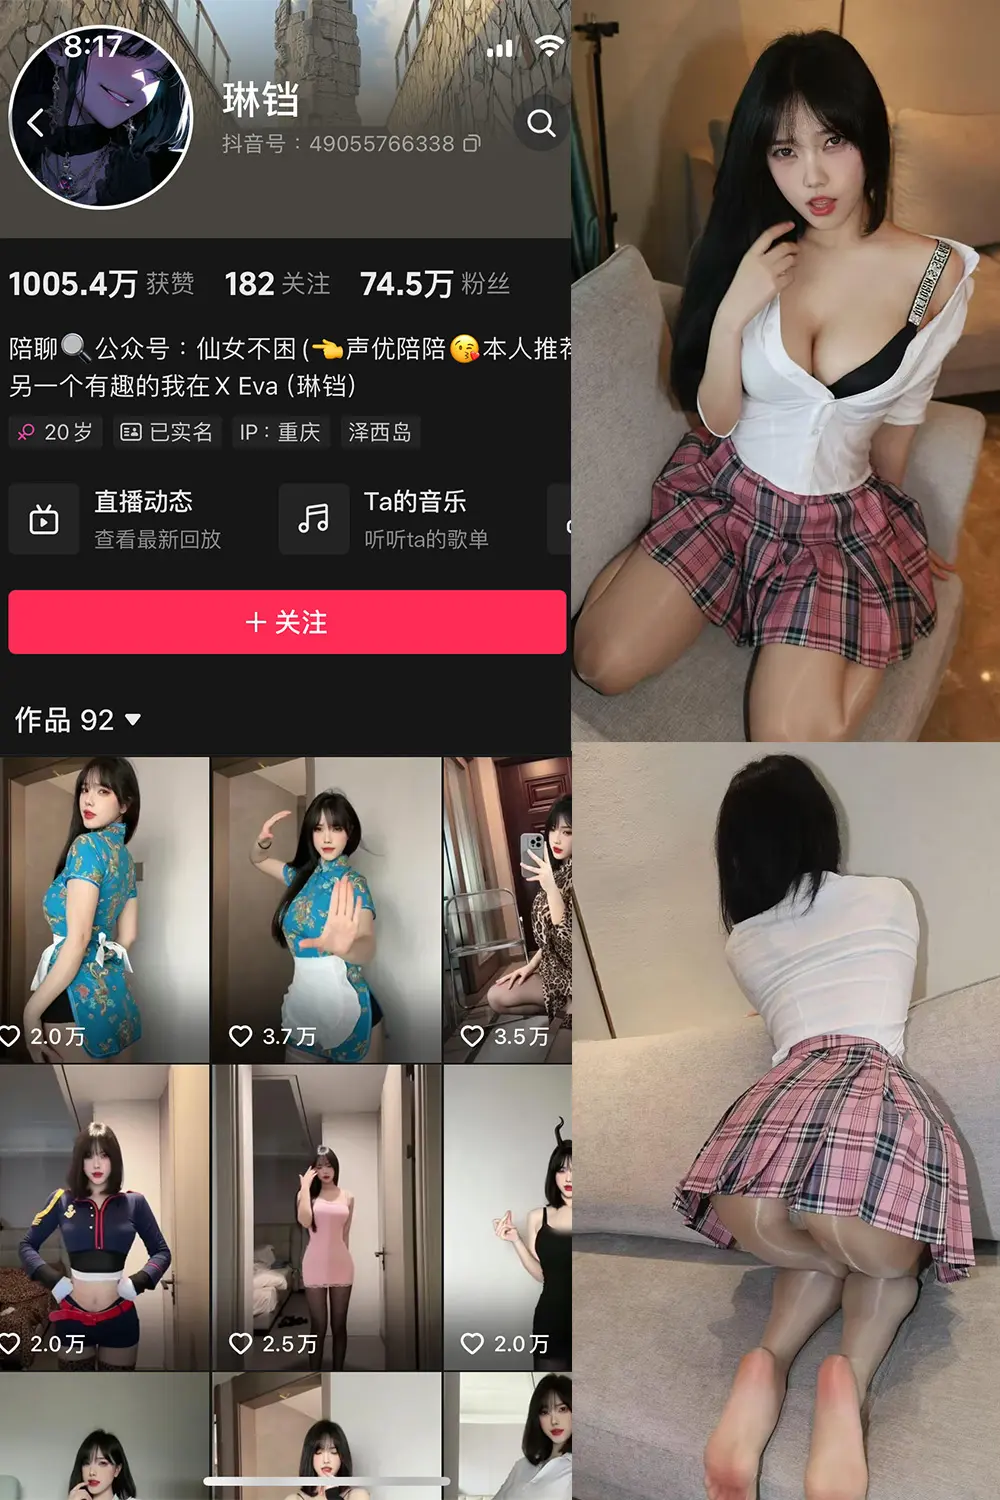 8:17
琳铛
抖音号：49055766338
1005.4万 获赞 182 关注 74.5万 粉丝
陪聊🔍公众号：仙女不困(👈声优陪陪😘本人推荐
另一个有趣的我在X Eva (琳铛)
20岁 已实名 IP：重庆 泽西岛
直播动态 Ta的音乐
查看最新回放 听听ta的歌单
＋关注
作品 92
2.0万 3.7万 3.5万
2.0万 2.5万 2.0万